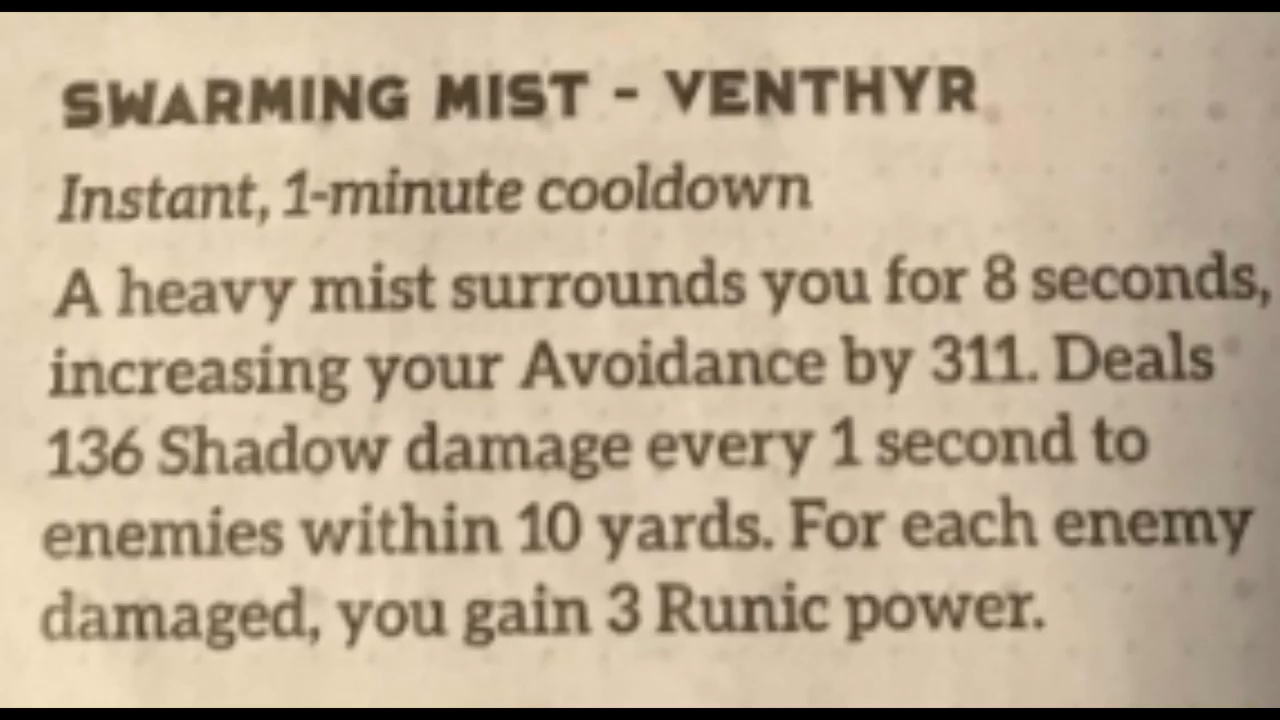 SWARMING MIST - VENTHYR
Instant, 1-minute cooldown
A heavy mist surrounds you for 8 seconds,
increasing your Avoidance by 311. Deals
136 Shadow damage every 1 second to
enemies within 10 yards. For each enemy
damaged, you gain 3 Runic power.